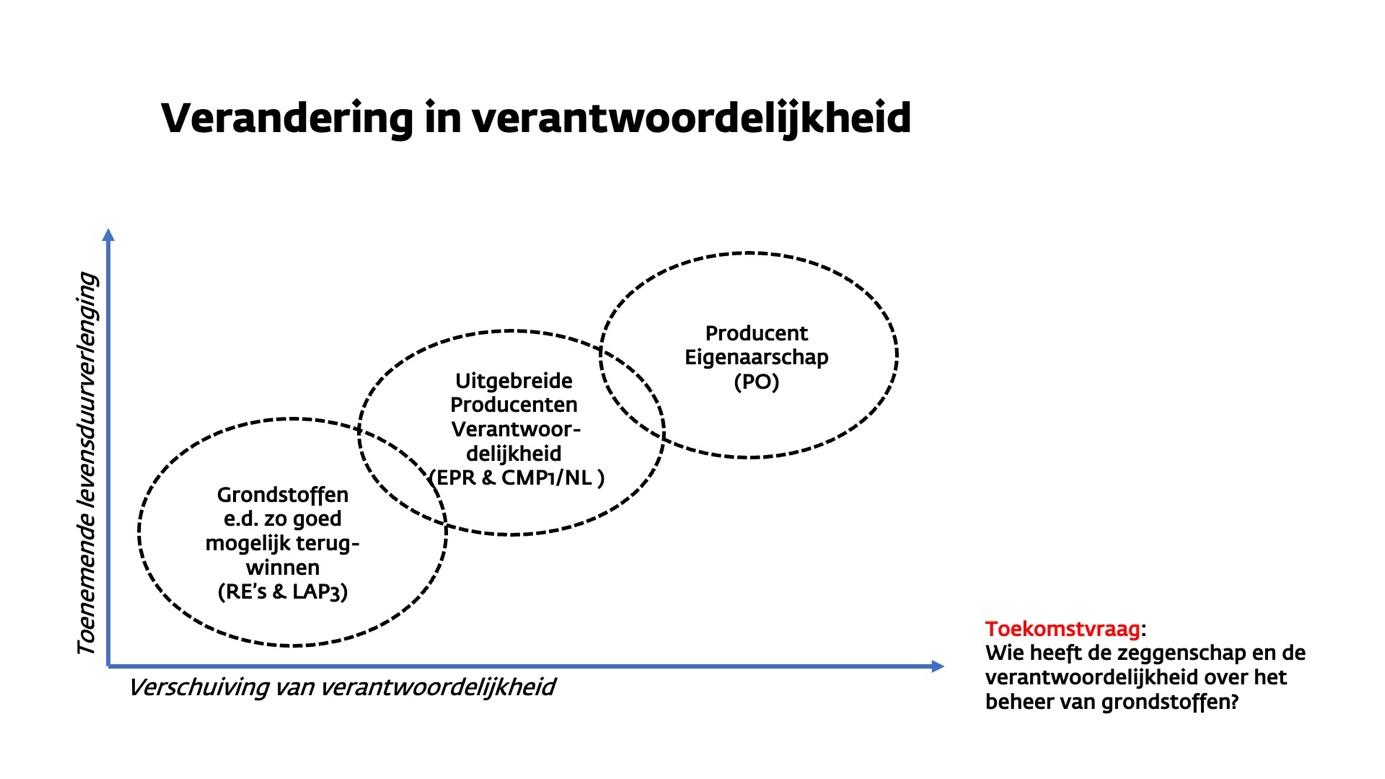 Verandering in verantwoordelijkheid
Toenemende levensduurverlenging
Producent
Eigenaarschap
(PO)
Uitgebreide
Producenten
Verantwoor-
delijkheid
(EPR & CMP1/NL )
Grondstoffen
e.d. zo goed
mogelijk terug-
winnen
(RE's & LAP3)
Verschuiving van verantwoordelijkheid
Toekomstvraag:
Wie heeft de zeggenschap en de
verantwoordelijkheid over het
beheer van grondstoffen?